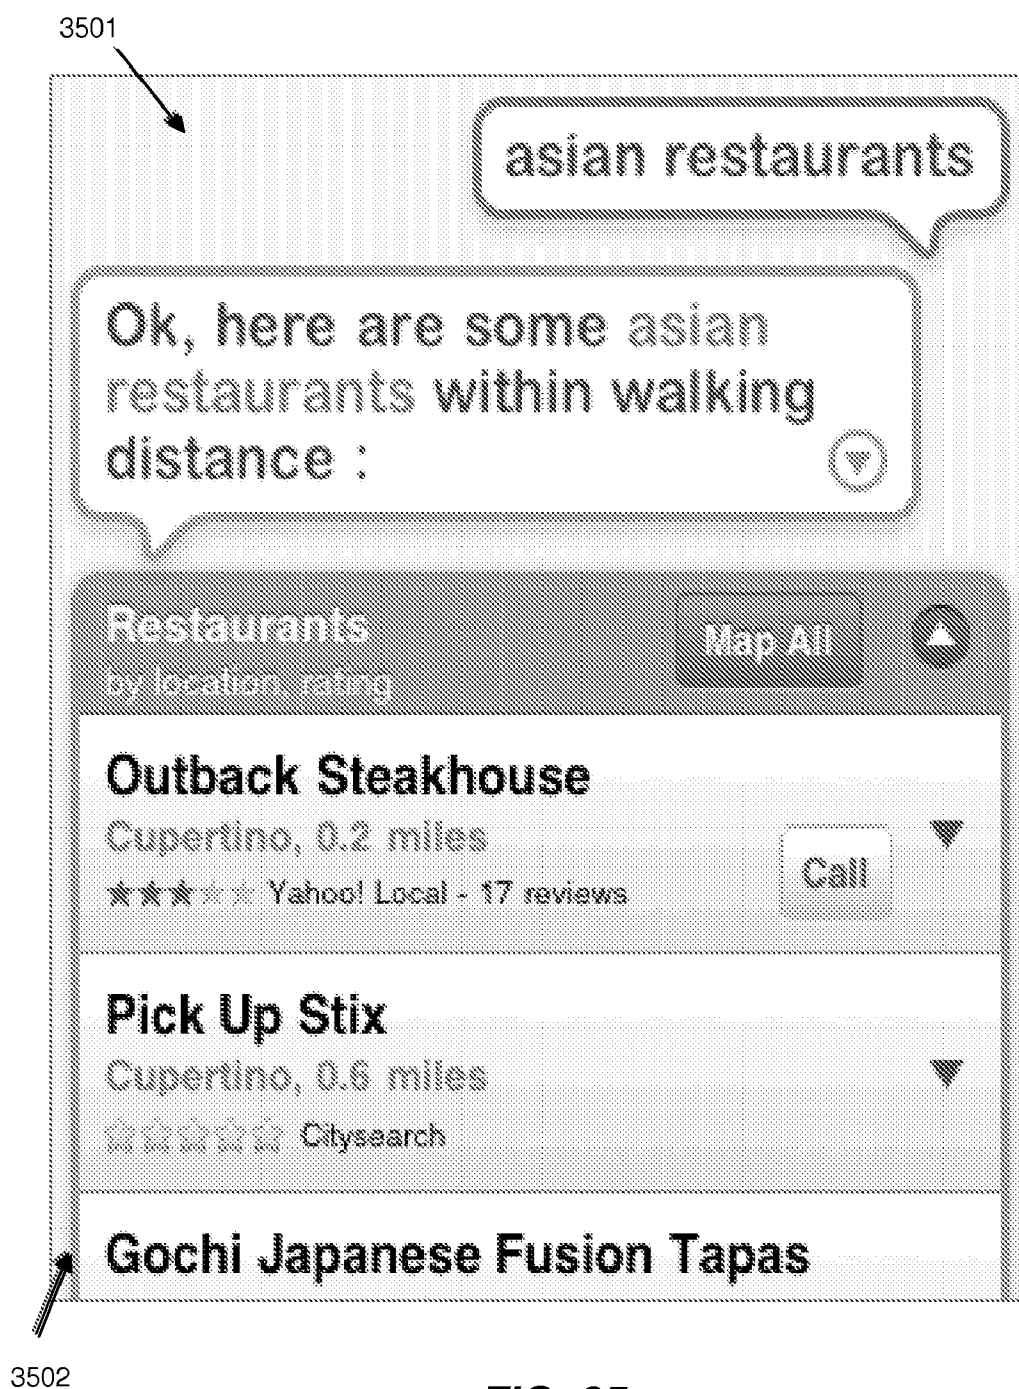 3501
asian restaurants
Ok, here are some asian
restaurants within walking
distance :
Restaurants
by location, rating
Map All
Outback Steakhouse
Cupertino, 0.2 miles
Yahoo! Local - 17 reviews
Call
Pick Up Stix
Cupertino, 0.6 miles
Citysearch
Gochi Japanese Fusion Tapas
3502